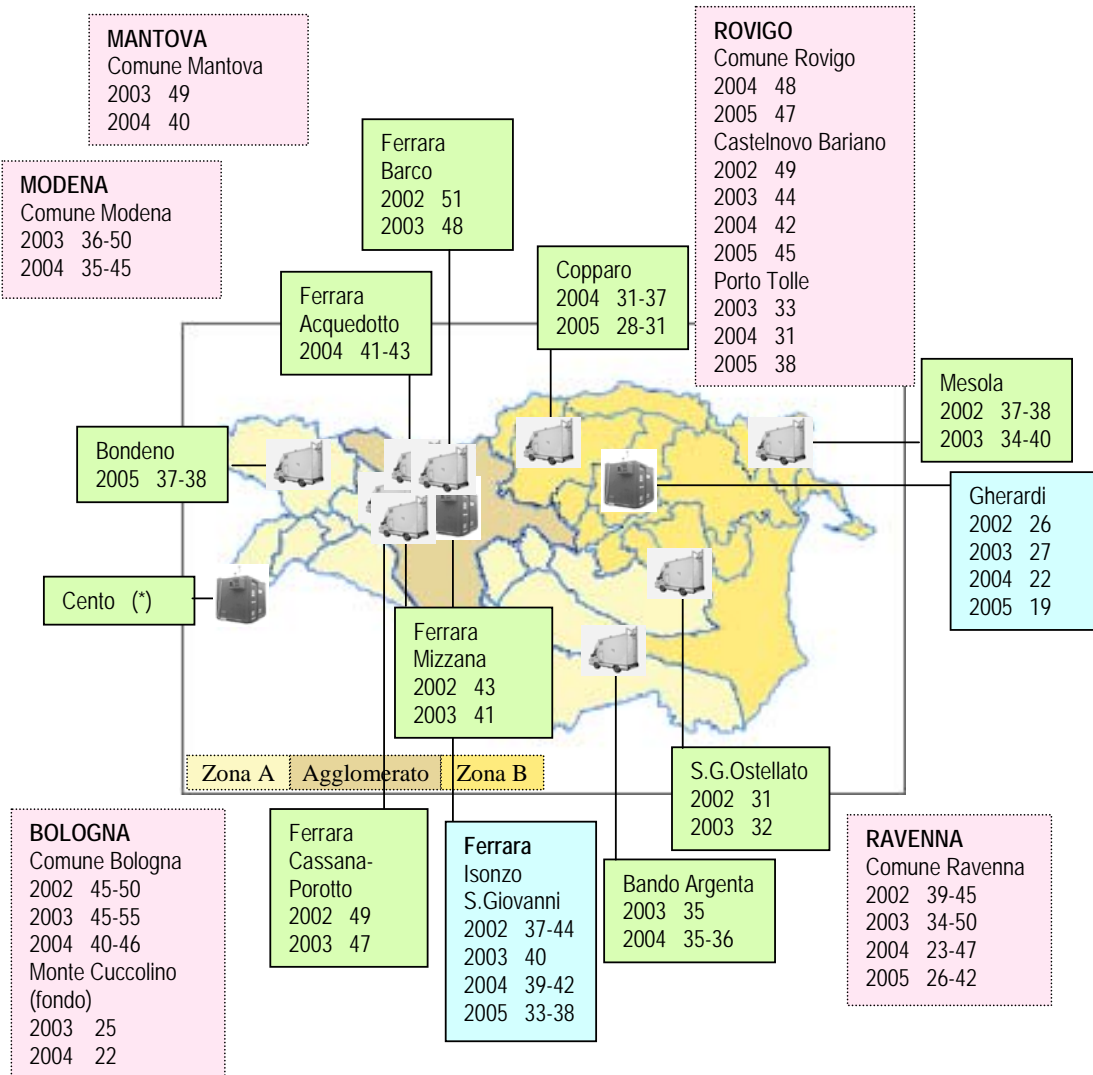 MANTOVA
Comune Mantova
2003 49
2004 40
ROVIGO
Comune Rovigo
2004 48
2005 47
Castelnovo Bariano
2002 49
2003 44
2004 42
2005 45
Porto Tolle
2003 33
2004 31
2005 38
MODENA
Comune Modena
2003 36-50
2004 35-45
Ferrara
Barco
2002 51
2003 48
Ferrara
Acquedotto
2004 41-43
Copparo
2004 31-37
2005 28-31
Mesola
2002 37-38
2003 34-40
Bondeno
2005 37-38
Gherardi
2002 26
2003 27
2004 22
2005 19
Cento (*)
Ferrara
Mizzana
2002 43
2003 41
Zona A Agglomerato Zona B
S.G.Ostellato
2002 31
2003 32
BOLOGNA
Comune Bologna
2002 45-50
2003 45-55
2004 40-46
Monte Cuccolino
(fondo)
2003 25
2004 22
Ferrara
Cassana-
Porotto
2002 49
2003 47
Ferrara
Isonzo
S.Giovanni
2002 37-44
2003 40
2004 39-42
2005 33-38
Bando Argenta
2003 35
2004 35-36
RAVENNA
Comune Ravenna
2002 39-45
2003 34-50
2004 23-47
2005 26-42